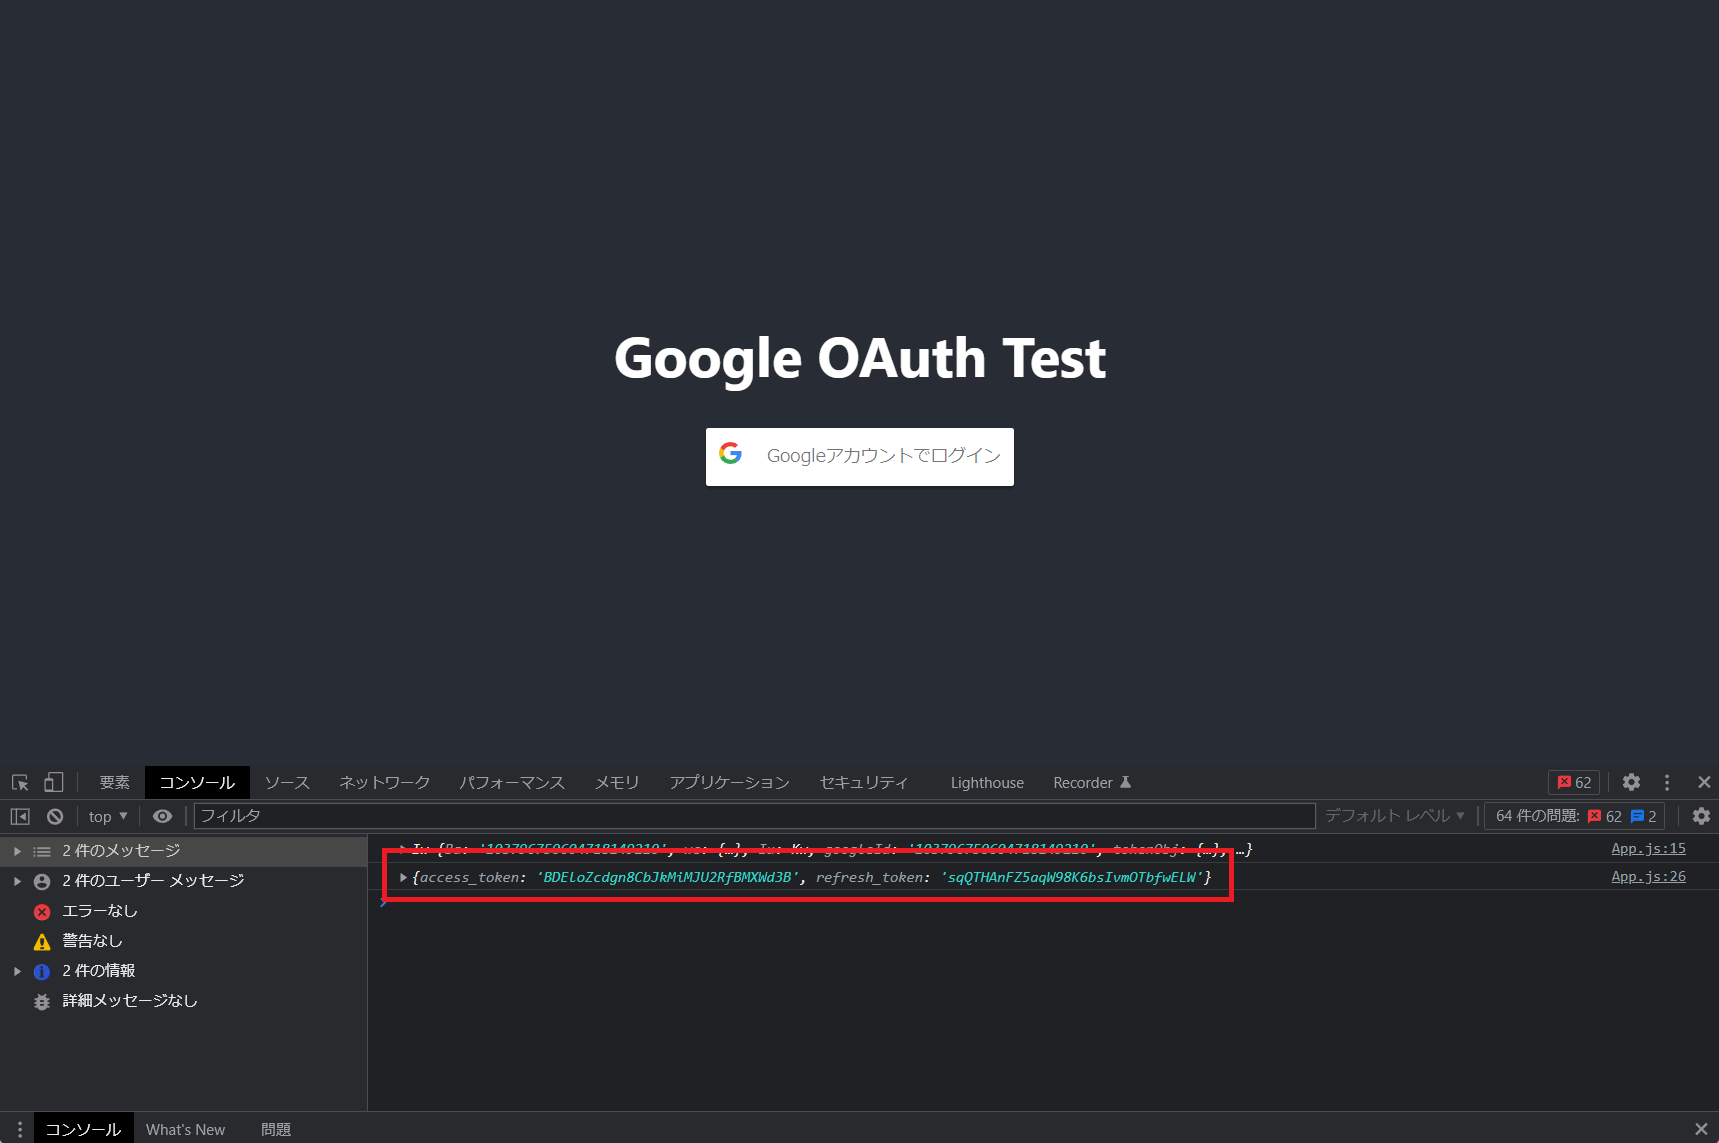 Google OAuth Test
Googleアカウントでログイン
要素 コンソール ソース ネットワーク パフォーマンス メモリ アプリケーション セキュリティ Lighthouse Recorder 62
top フィルタ デフォルト レベル 64 件の問題: 62 2
2 件のメッセージ
2 件のユーザー メッセージ
エラーなし
警告なし
2 件の情報
詳細メッセージなし
googleId: tokenObj: {…}, …} App.js:15
{access_token: 'BDEloZcdgn8CbJkMiMJU2RfBMXWd3B', refresh_token: 'sqQTHAnFZ5aqW98K6bsIvmOTbfwELW'} App.js:26
コンソール What's New 問題